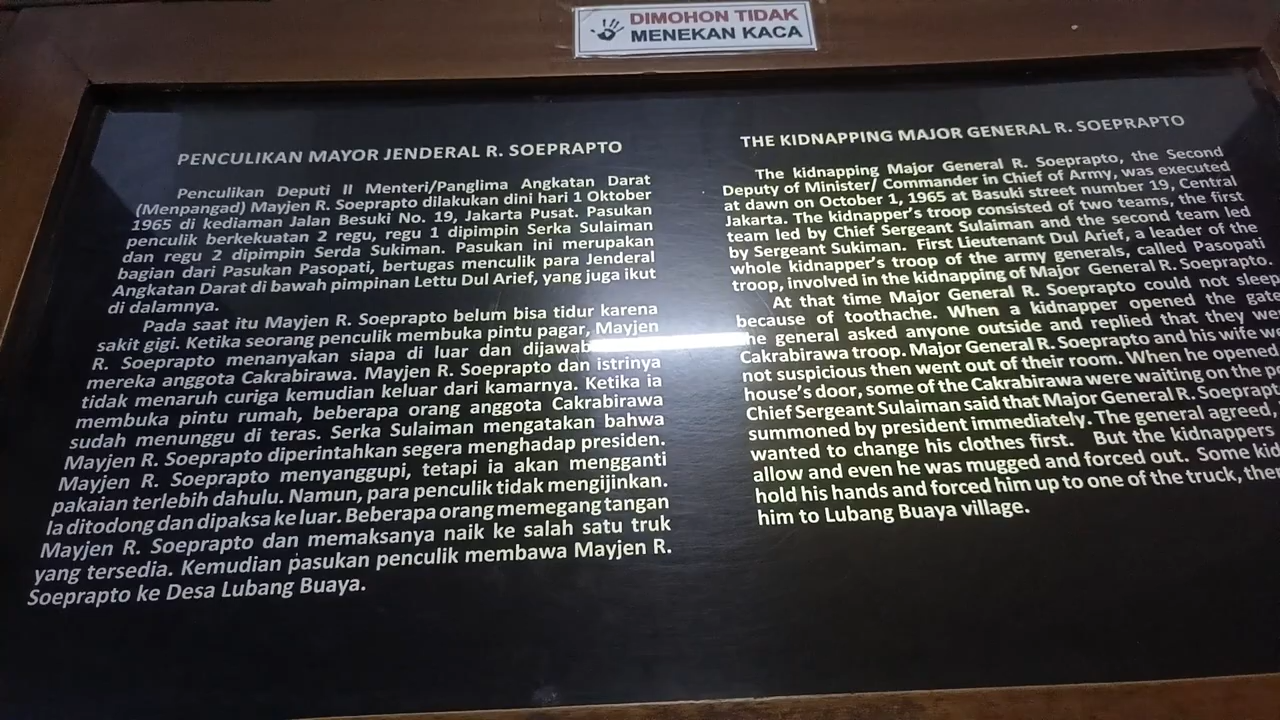 DIMOHON TIDAK
MENEKAN KACA
PENCULIKAN MAYOR JENDERAL R. SOEPRAPTO
Penculikan Deputi II Menteri/Panglima Angkatan Darat
(Menpangad) Mayjen R. Soeprapto dilakukan dini hari 1 Oktober
1965 di kediaman Jalan Besuki No. 19, Jakarta Pusat. Pasukan
penculik berkekuatan 2 regu, regu 1 dipimpin Serka Sulaiman
dan regu 2 dipimpin Serda Sukiman. Pasukan ini merupakan
bagian dari Pasukan Pasopati, bertugas menculik para Jenderal
Angkatan Darat di bawah pimpinan Lettu Dul Arief, yang juga ikut
di dalamnya.
Pada saat itu Mayjen R. Soeprapto belum bisa tidur karena
sakit gigi. Ketika seorang penculik membuka pintu pagar, Mayjen
R. Soeprapto menanyakan siapa di luar dan dijawab
mereka anggota Cakrabirawa. Mayjen R. Soeprapto dan istrinya
tidak menaruh curiga kemudian keluar dari kamarnya. Ketika ia
membuka pintu rumah, beberapa orang anggota Cakrabirawa
sudah menunggu di teras. Serka Sulaiman mengatakan bahwa
Mayjen R. Soeprapto diperintahkan segera menghadap presiden.
Mayjen R. Soeprapto menyanggupi, tetapi ia akan mengganti
pakaian terlebih dahulu. Namun, para penculik tidak mengijinkan.
Ia ditodong dan dipaksa ke luar. Beberapa orang memegang tangan
Mayjen R. Soeprapto dan memaksanya naik ke salah satu truk
yang tersedia. Kemudian pasukan penculik membawa Mayjen R.
Soeprapto ke Desa Lubang Buaya.
THE KIDNAPPING MAJOR GENERAL R. SOEPRAPTO
The kidnapping Major General R. Soeprapto, the Second
Deputy of Minister/ Commander in Chief of Army, was executed
at dawn on October 1, 1965 at Basuki street number 19, Central
Jakarta. The kidnapper's troop consisted of two teams, the first
team led by Chief Sergeant Sulaiman and the second team led
by Sergeant Sukiman. First Lieutenant Dul Arief, a leader of the
whole kidnapper's troop of the army generals, called Pasopati
troop, involved in the kidnapping of Major General R. Soeprapto.
At that time Major General R. Soeprapto could not sleep
because of toothache. When a kidnapper opened the gate
the general asked anyone outside and replied that they
Cakrabirawa troop. Major General R. Soeprapto and his wife
not suspicious then went out of their room. When he opened
house's door, some of the Cakrabirawa were waiting on the
Chief Sergeant Sulaiman said that Major General R. Soeprapt
summoned by president immediately. The general agreed,
wanted to change his clothes first. But the kidnappers
allow and even he was mugged and forced out. Some
hold his hands and forced him up to one of the truck,
him to Lubang Buaya village.